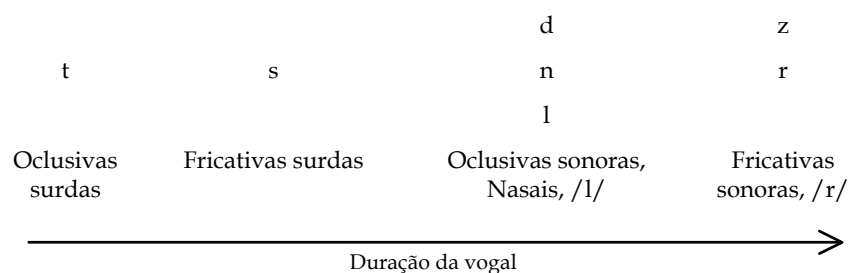 d z
t s n r
l
Oclusivas surdas
Fricativas surdas
Oclusivas sonoras,
Nasais, /l/
Fricativas
sonoras, /r/
Duração da vogal